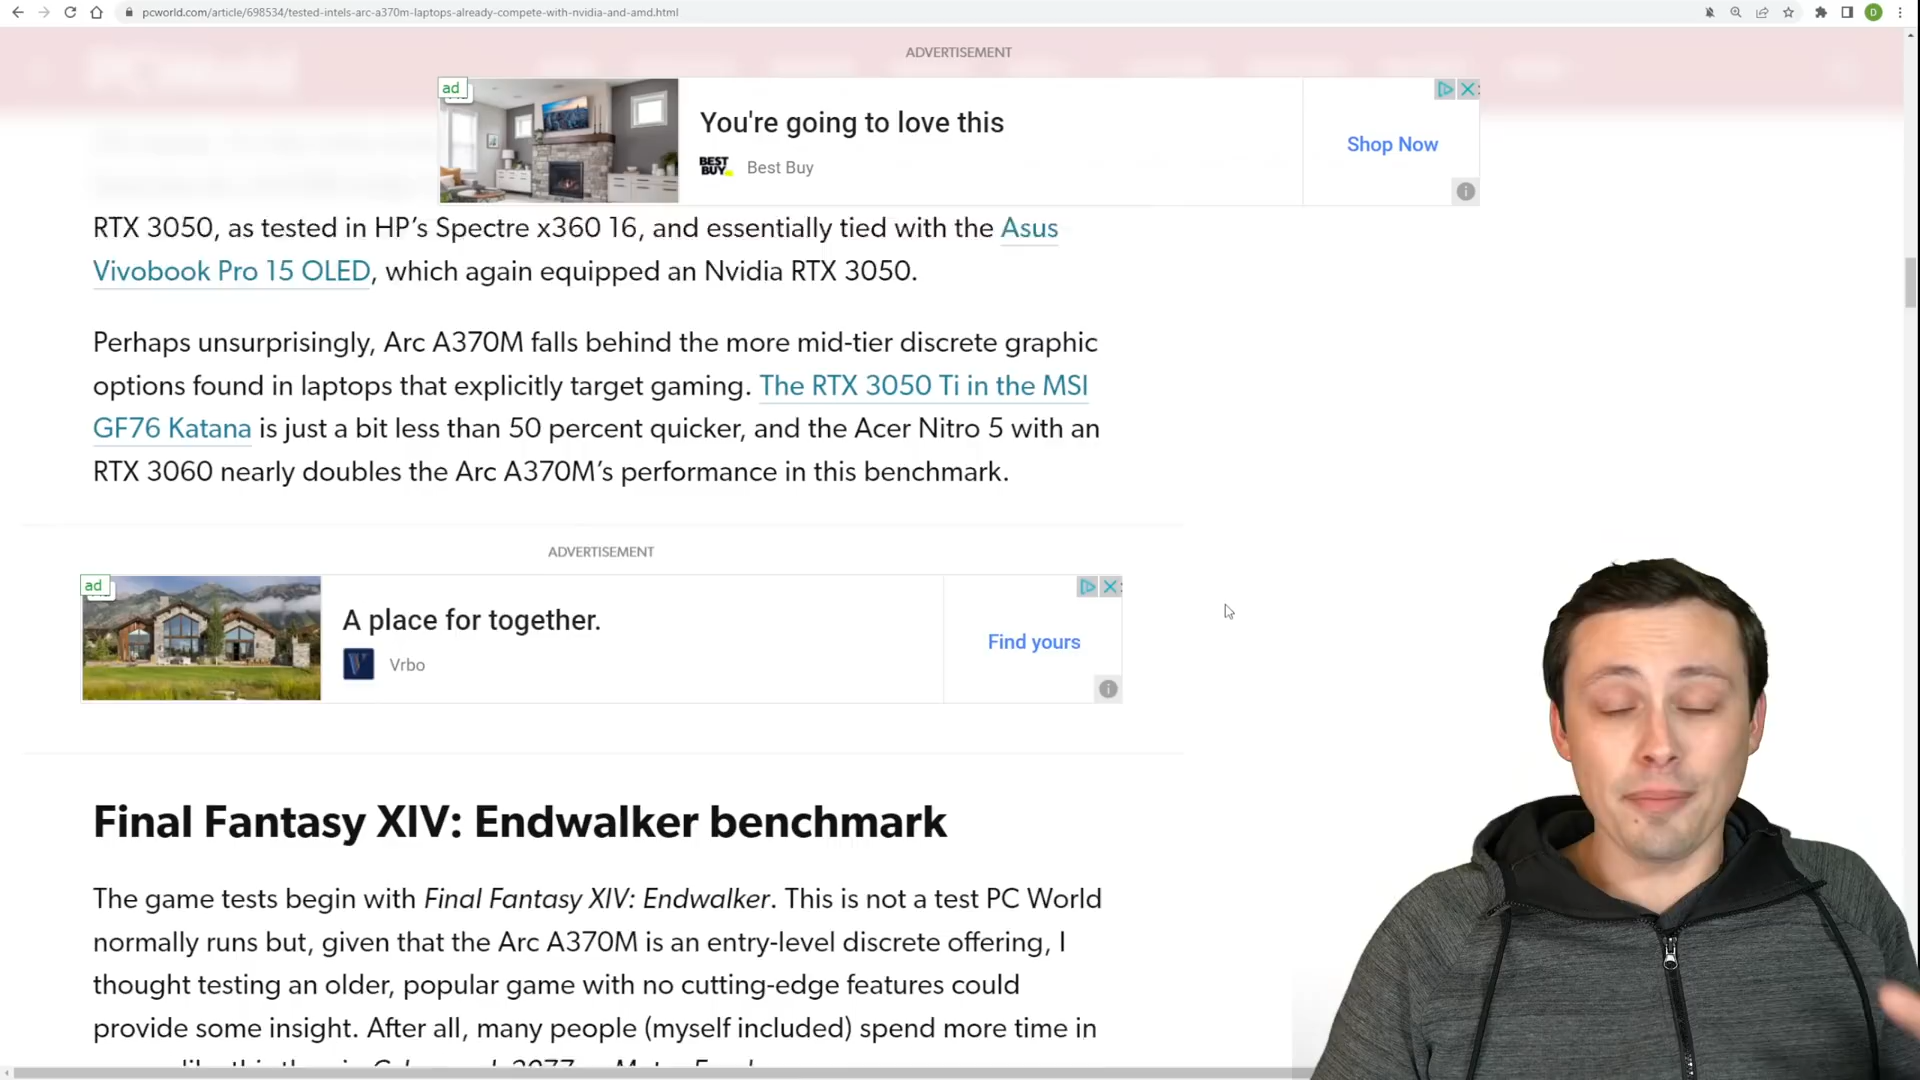 pcworld.com/article/698534/tested-intels-arc-a370m-laptops-already-compete-with-nvidia-and-amd.html
D
ADVERTISEMENT
ad
You're going to love this
BEST BUY
Best Buy
Shop Now
RTX 3050, as tested in HP’s Spectre x360 16, and essentially tied with the Asus
Vivobook Pro 15 OLED, which again equipped an Nvidia RTX 3050.
Perhaps unsurprisingly, Arc A370M falls behind the more mid-tier discrete graphic
options found in laptops that explicitly target gaming. The RTX 3050 Ti in the MSI
GF76 Katana is just a bit less than 50 percent quicker, and the Acer Nitro 5 with an
RTX 3060 nearly doubles the Arc A370M’s performance in this benchmark.
ADVERTISEMENT
ad
A place for together.
V
Vrbo
Find yours
Final Fantasy XIV: Endwalker benchmark
The game tests begin with Final Fantasy XIV: Endwalker. This is not a test PC World
normally runs but, given that the Arc A370M is an entry-level discrete offering, I
thought testing an older, popular game with no cutting-edge features could
provide some insight. After all, many people (myself included) spend more time in